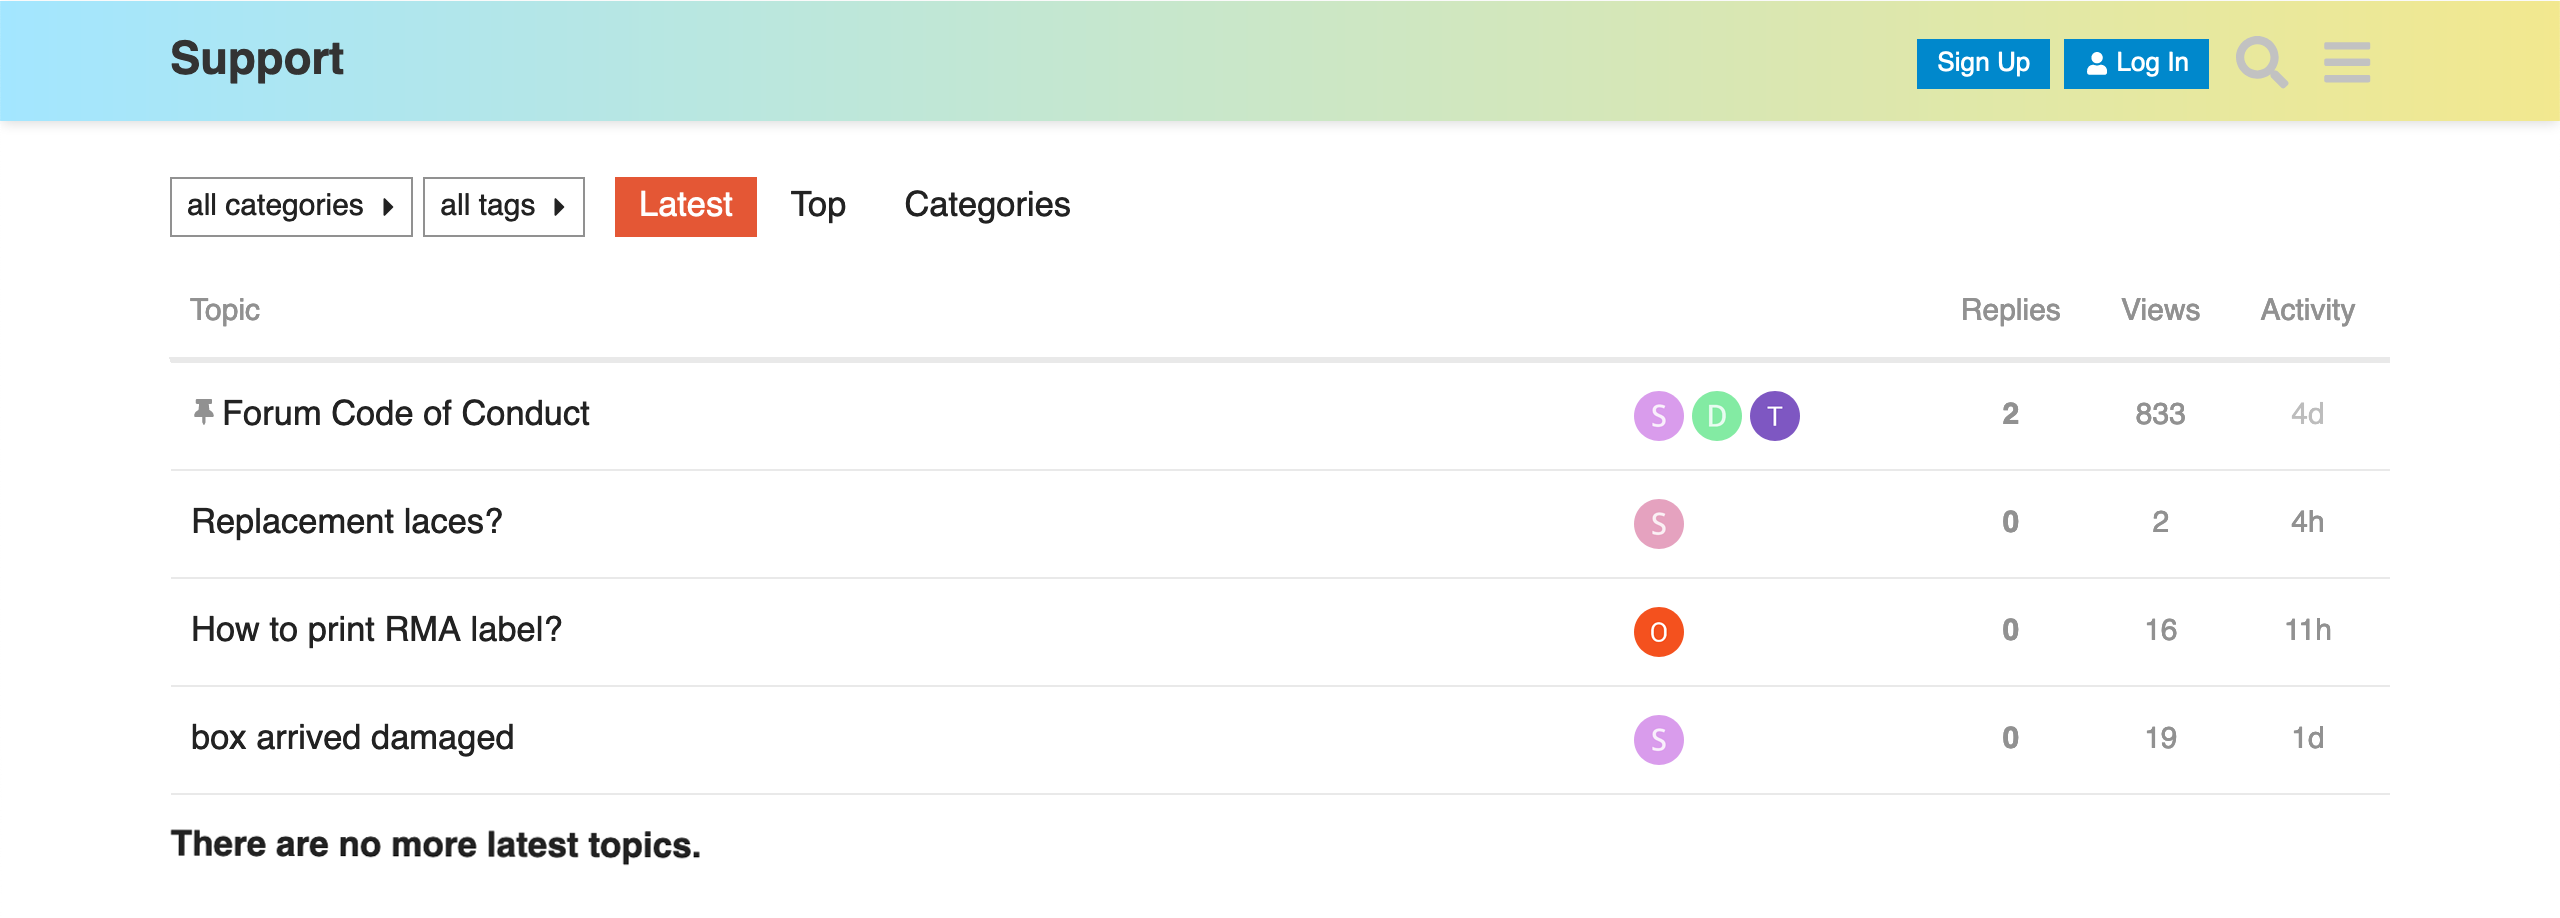 Support
Sign Up
Log In
all categories
all tags
Latest
Top
Categories
Topic
Replies
Views
Activity
Forum Code of Conduct
S
D
T
2
833
4d
Replacement laces?
S
0
2
4h
How to print RMA label?
O
0
16
11h
box arrived damaged
S
0
19
1d
There are no more latest topics.